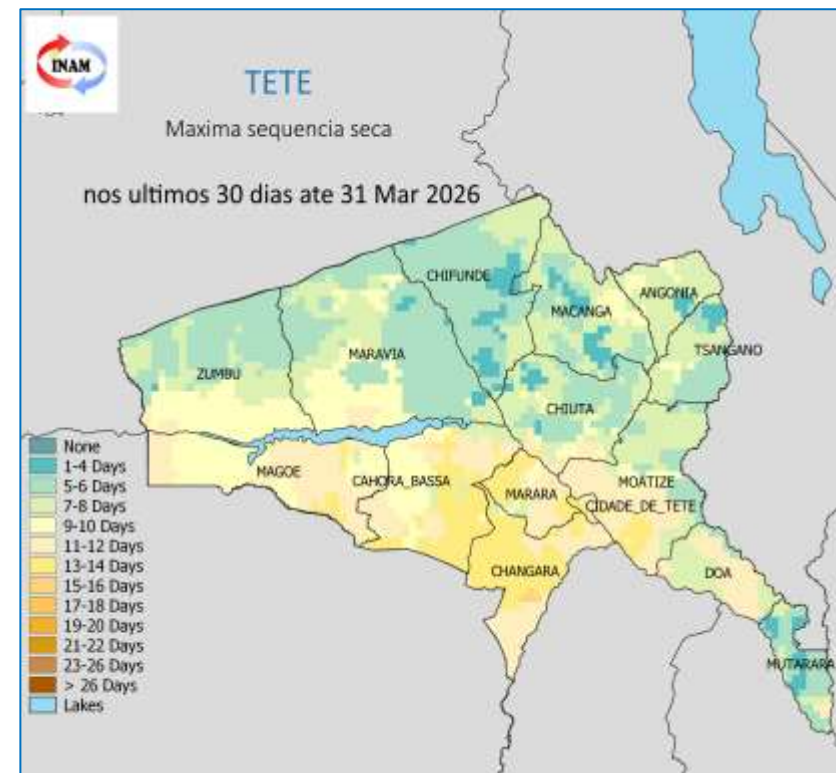 INAM
TETE
Maxima sequencia seca
nos ultimos 30 dias ate 31 Mar 2026
CHIFUNDE
ANGONIA
MACANGA
TSANGANO
MARAVIA
ZUMBU
CHIUTA
MAGOE
CAHORA_BASSA
MARARA
MOATIZE
CIDADE_DE_TETE
CHANGARA
DOA
MUTARARA
None
1-4 Days
5-6 Days
7-8 Days
9-10 Days
11-12 Days
13-14 Days
15-16 Days
17-18 Days
19-20 Days
21-22 Days
23-26 Days
> 26 Days
Lakes